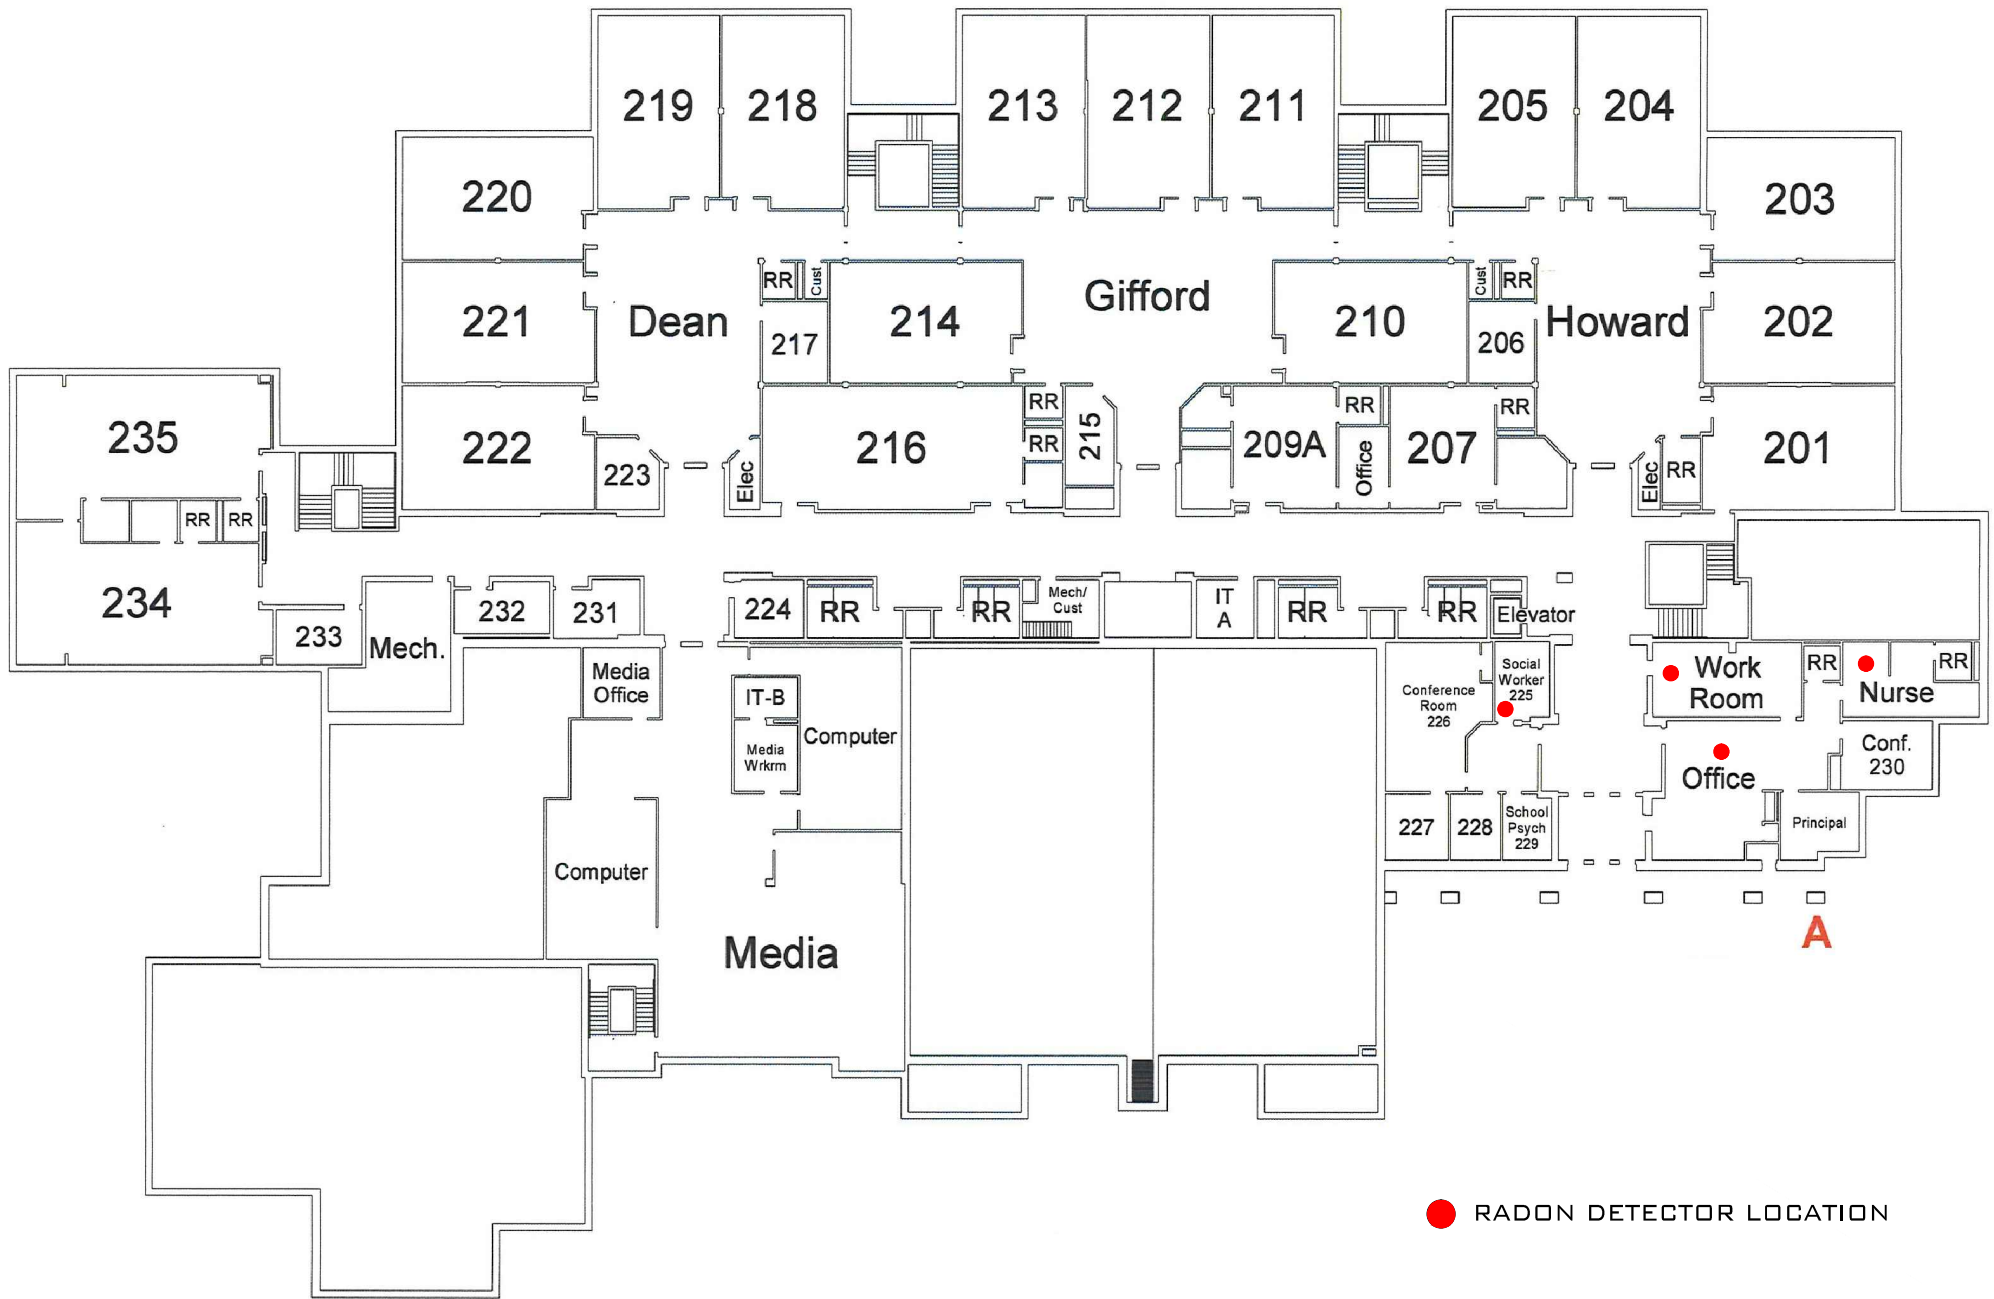 219
218
213
212
211
205
204
220
203
RR
Cust
Gifford
Cust
RR
221
Dean
217
214
210
206
Howard
202
235
222
223
Elec
216
RR
RR
215
209A
RR
Office
207
RR
Elec
RR
201
RR
RR
234
233
Mech.
232
231
224
RR
RR
Mech/
Cust
IT
A
RR
RR
Elevator
Media
Office
IT-B
Media
Wrkrm
Computer
Conference
Room
226
Social
Worker
225
Work
Room
RR
Nurse
RR
Office
Conf.
230
227
228
School
Psych
229
Principal
Computer
Media
A
RADON DETECTOR LOCATION